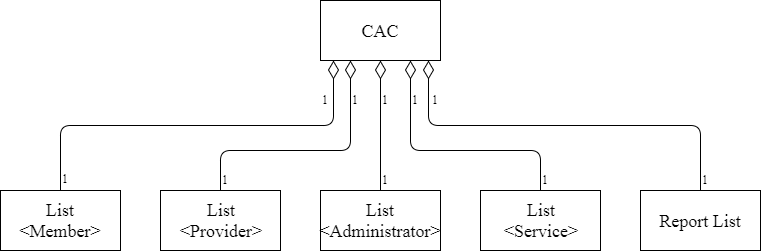 CAC
1 1 1 1 1
1 1 1 1 1
List
<Member>
List
<Provider>
List
<Administrator>
List
<Service>
Report List